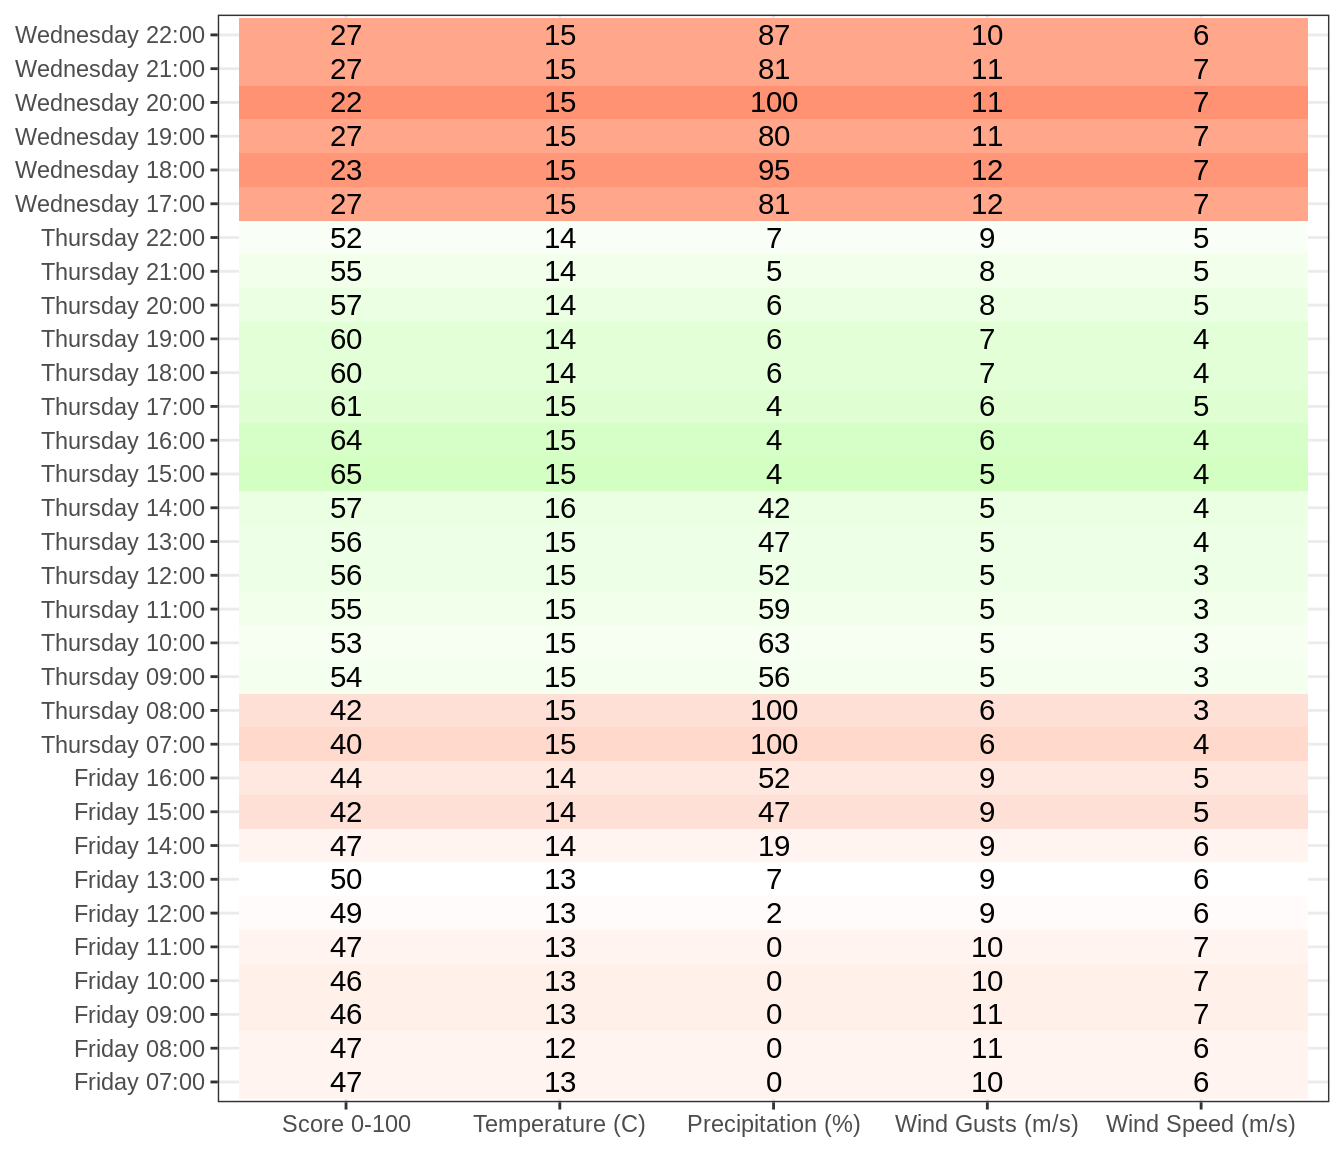 Wednesday 22:00 27 15 87 10 6
Wednesday 21:00 27 15 81 11 7
Wednesday 20:00 22 15 100 11 7
Wednesday 19:00 27 15 80 11 7
Wednesday 18:00 23 15 95 12 7
Wednesday 17:00 27 15 81 12 7
Thursday 22:00 52 14 7 9 5
Thursday 21:00 55 14 5 8 5
Thursday 20:00 57 14 6 8 5
Thursday 19:00 60 14 6 7 4
Thursday 18:00 60 14 6 7 4
Thursday 17:00 61 15 4 6 5
Thursday 16:00 64 15 4 6 4
Thursday 15:00 65 15 4 5 4
Thursday 14:00 57 16 42 5 4
Thursday 13:00 56 15 47 5 4
Thursday 12:00 56 15 52 5 3
Thursday 11:00 55 15 59 5 3
Thursday 10:00 53 15 63 5 3
Thursday 09:00 54 15 56 5 3
Thursday 08:00 42 15 100 6 3
Thursday 07:00 40 15 100 6 4
Friday 16:00 44 14 52 9 5
Friday 15:00 42 14 47 9 5
Friday 14:00 47 14 19 9 6
Friday 13:00 50 13 7 9 6
Friday 12:00 49 13 2 9 6
Friday 11:00 47 13 0 10 7
Friday 10:00 46 13 0 10 7
Friday 09:00 46 13 0 11 7
Friday 08:00 47 12 0 11 6
Friday 07:00 47 13 0 10 6
Score 0-100 Temperature (C) Precipitation (%) Wind Gusts (m/s) Wind Speed (m/s)